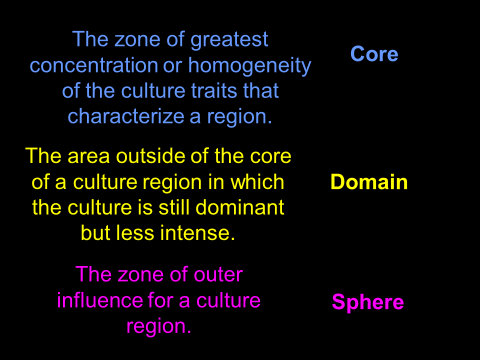 The zone of greatest
concentration or homogeneity
of the culture traits that
characterize a region.
Core
The area outside of the core
of a culture region in which
the culture is still dominant
but less intense.
Domain
The zone of outer
influence for a culture
region.
Sphere